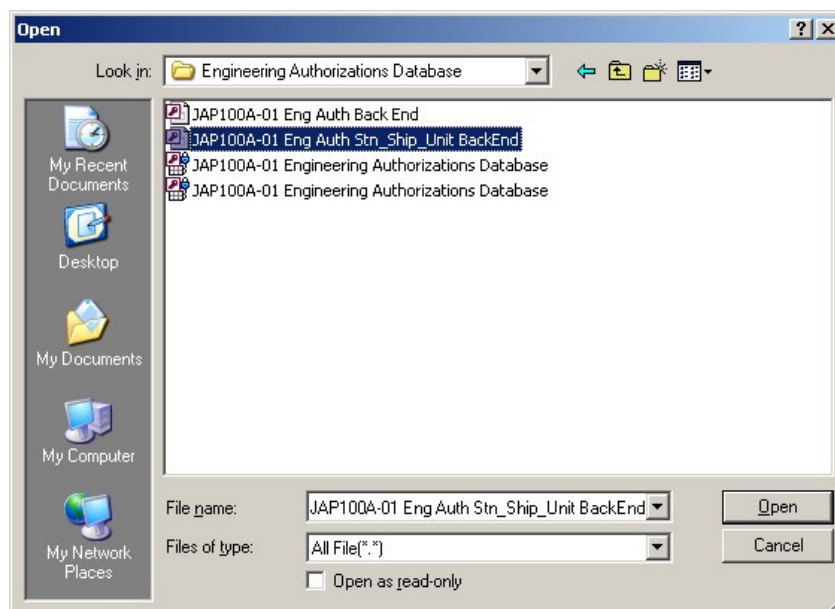 Open
Look in:
Engineering Authorizations Database
JAP100A-01 Eng Auth Back End
JAP100A-01 Eng Auth Stn_Ship_Unit BackEnd
JAP100A-01 Engineering Authorizations Database
JAP100A-01 Engineering Authorizations Database
My Recent
Documents
Desktop
My Documents
My Computer
My Network
Places
File name:
JAP100A-01 Eng Auth Stn_Ship_Unit BackEnd
Open
Files of type:
All File(*.*)
Cancel
Open as read-only